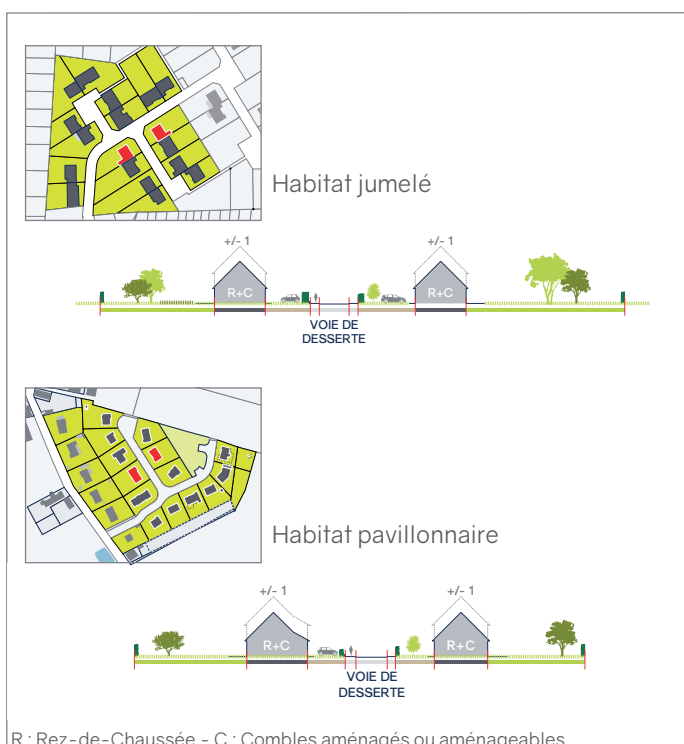 Habitat jumelé
+/- 1 +/- 1
R+C R+C
VOIE DE
DESSERTE
Habitat pavillonnaire
+/- 1 +/- 1
R+C R+C
VOIE DE
DESSERTE
R : Rez-de-Chaussée - C : Combles aménagés ou aménageables